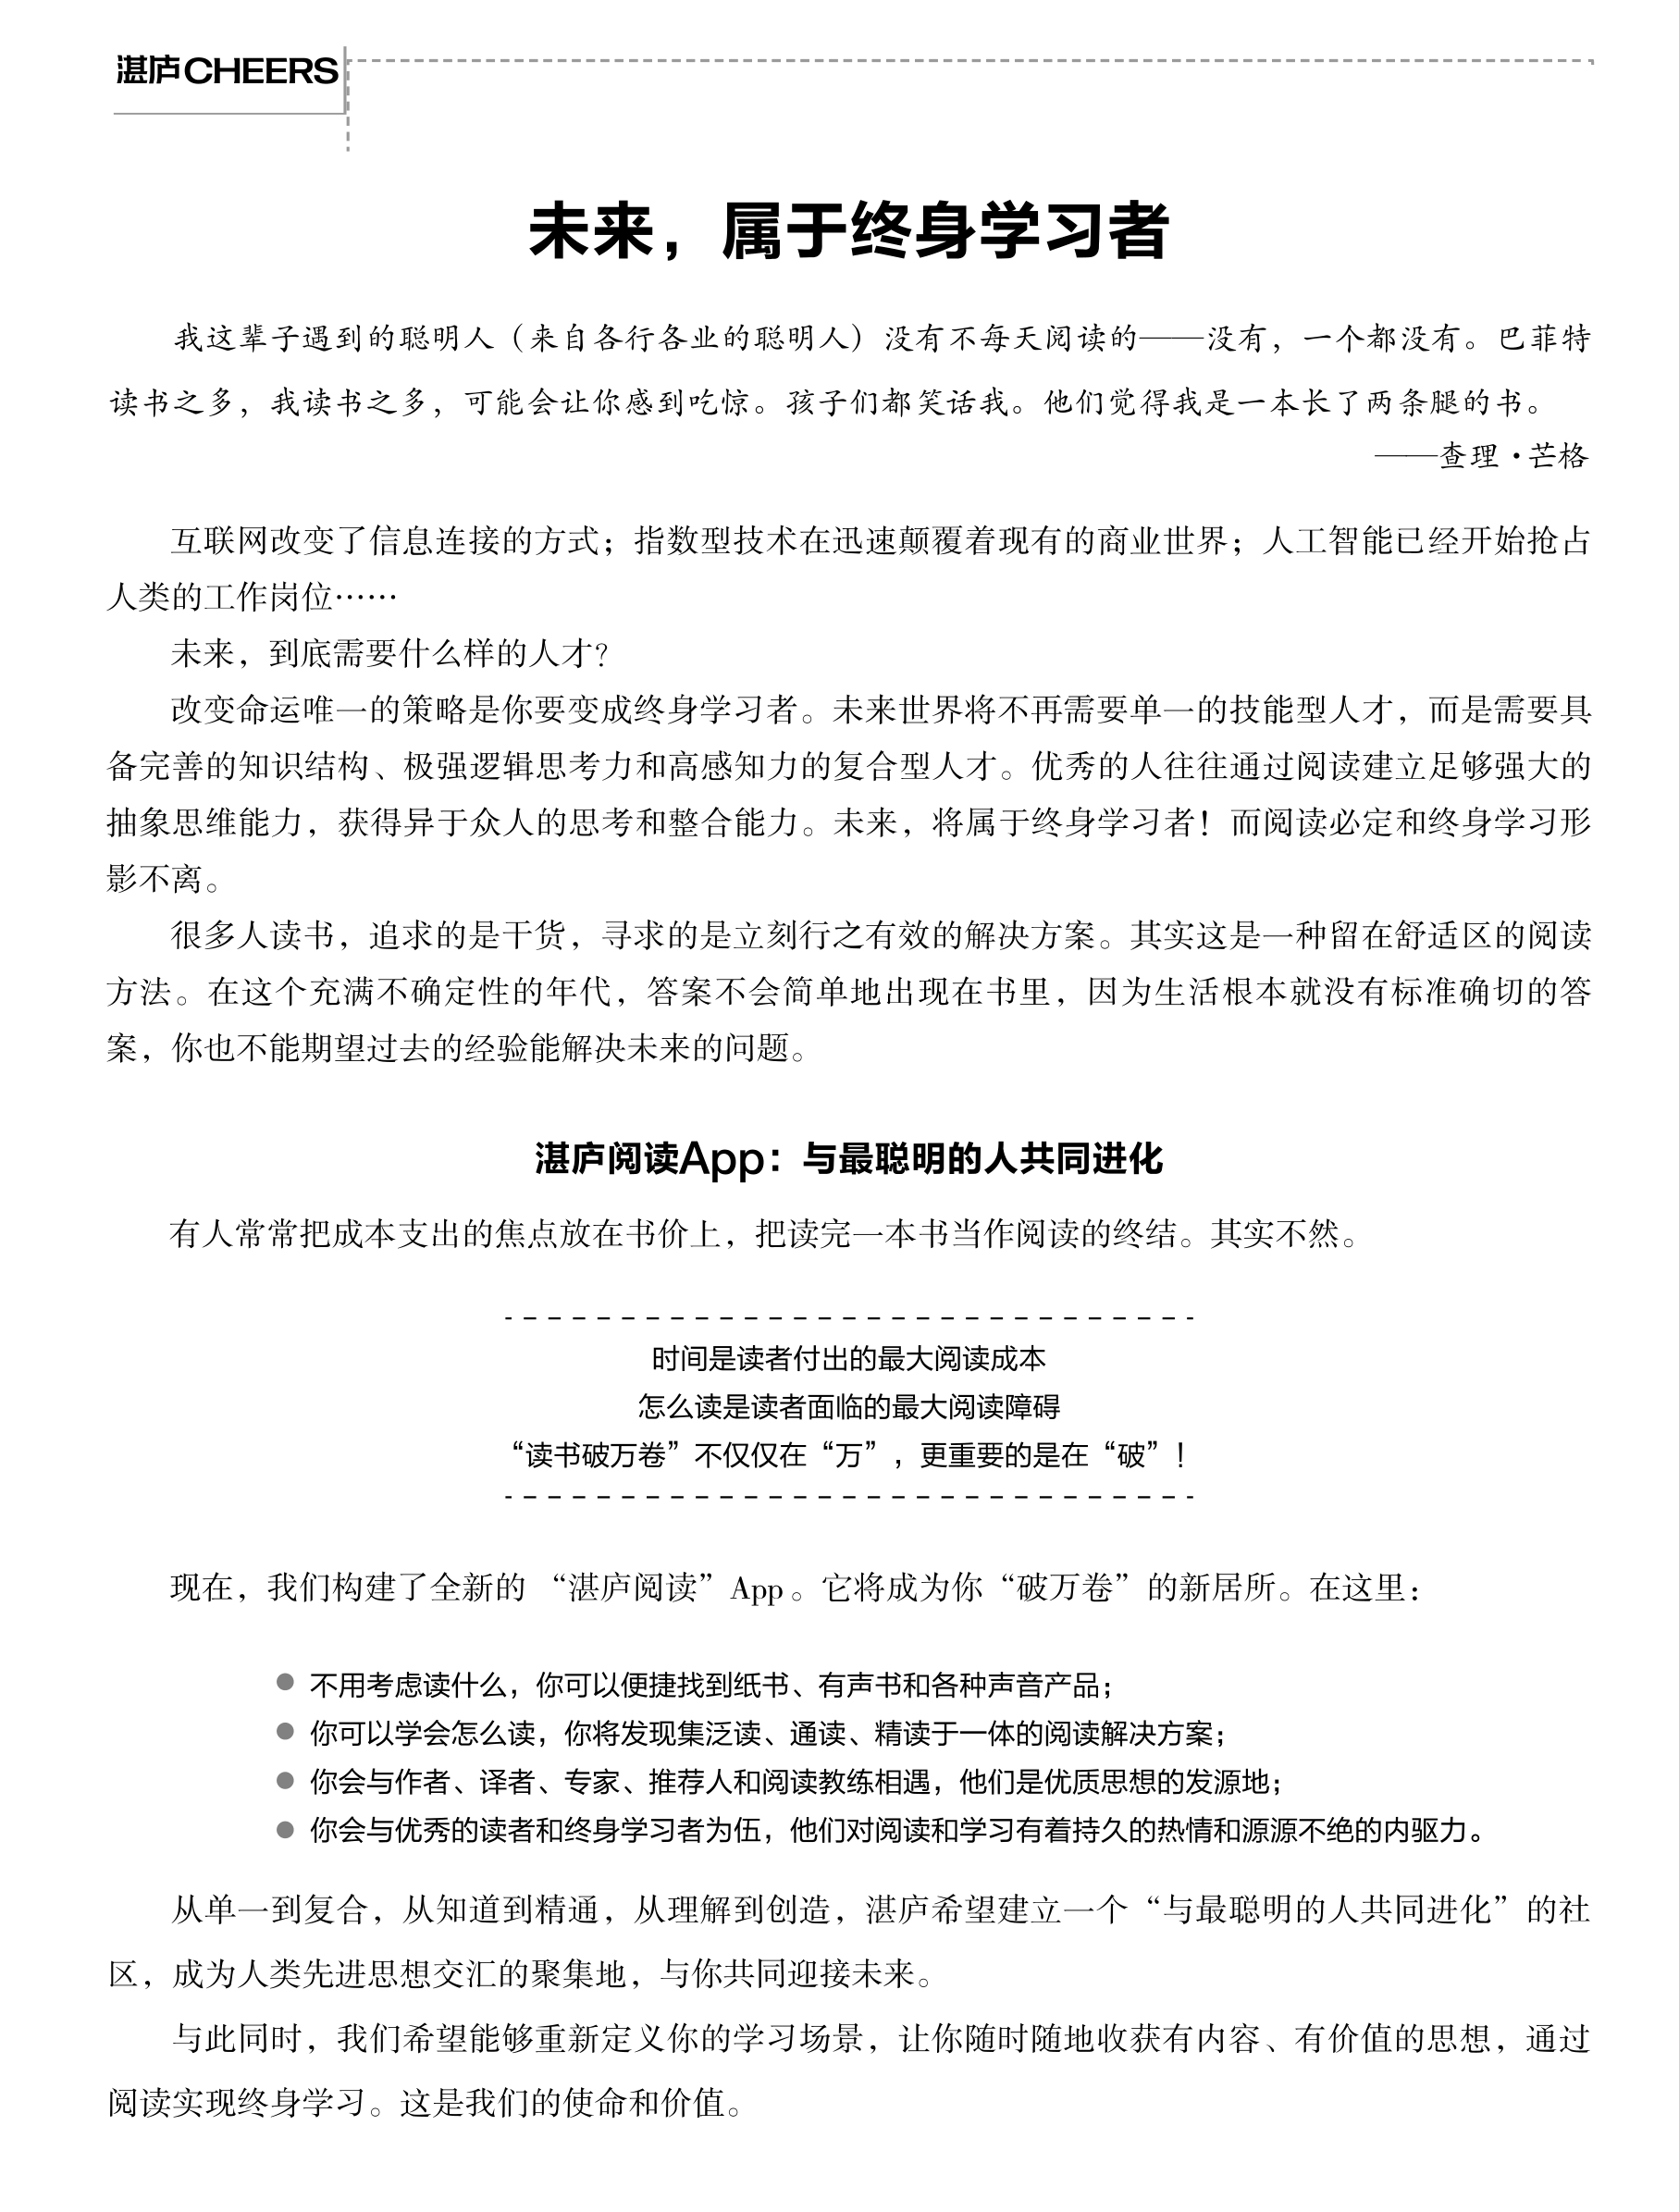 湛庐CHEERS
未来，属于终身学习者
我这辈子遇到的聪明人（来自各行各业的聪明人）没有不每天阅读的——没有，一个都没有。巴菲特
读书之多，我读书之多，可能会让你感到吃惊。孩子们都笑话我。他们觉得我是一本长了两条腿的书。
——查理·芒格
互联网改变了信息连接的方式；指数型技术在迅速颠覆着现有的商业世界；人工智能已经开始抢占
人类的工作岗位……
未来，到底需要什么样的人才？
改变命运唯一的策略是你要变成终身学习者。未来世界将不再需要单一的技能型人才，而是需要具
备完善的知识结构、极强逻辑思考力和高感知力的复合型人才。优秀的人往往通过阅读建立足够强大的
抽象思维能力，获得异于众人的思考和整合能力。未来，将属于终身学习者！而阅读必定和终身学习形
影不离。
很多人读书，追求的是干货，寻求的是立刻行之有效的解决方案。其实这是一种留在舒适区的阅读
方法。在这个充满不确定性的年代，答案不会简单地出现在书里，因为生活根本就没有标准确切的答
案，你也不能期望过去的经验能解决未来的问题。
湛庐阅读App：与最聪明的人共同进化
有人常常把成本支出的焦点放在书价上，把读完一本书当作阅读的终结。其实不然。
时间是读者付出的最大阅读成本
怎么读是读者面临的最大阅读障碍
“读书破万卷”不仅仅在“万”，更重要的是在“破”！
现在，我们构建了全新的 “湛庐阅读”App。它将成为你“破万卷”的新居所。在这里：
● 不用考虑读什么，你可以便捷找到纸书、有声书和各种声音产品；
● 你可以学会怎么读，你将发现集泛读、通读、精读于一体的阅读解决方案；
● 你会与作者、译者、专家、推荐人和阅读教练相遇，他们是优质思想的发源地；
● 你会与优秀的读者和终身学习者为伍，他们对阅读和学习有着持久的热情和源源不绝的内驱力。
从单一到复合，从知道到精通，从理解到创造，湛庐希望建立一个“与最聪明的人共同进化”的社
区，成为人类先进思想交汇的聚集地，与你共同迎接未来。
与此同时，我们希望能够重新定义你的学习场景，让你随时随地收获有内容、有价值的思想，通过
阅读实现终身学习。这是我们的使命和价值。